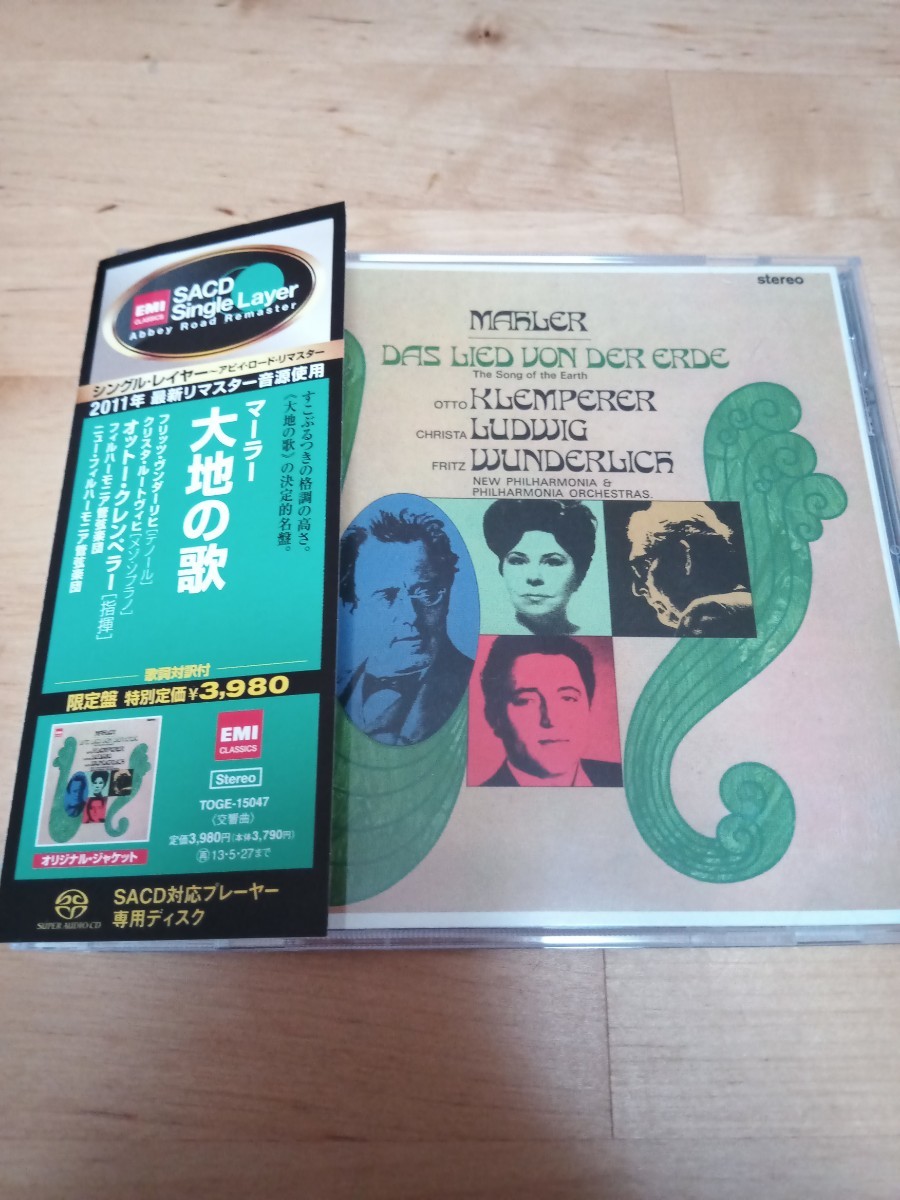 EMI
CLASSICS
SACD
Single Layer
Abbey Road Remaster
シングル・レイヤー～アビイ・ロード・リマスター
2011年 最新リマスター音源使用
すこぶるつきの格調の高さ。
《大地の歌》の決定的名盤。
マーラー
大地の歌
フリッツ・ヴンダーリヒ[テノール]
クリスタ・ルートヴィヒ[メゾ・ソプラノ]
オットー・クレンペラー[指揮]
フィルハーモニア管弦楽団
ニュー・フィルハーモニア管弦楽団
歌詞対訳付
限定盤 特別定価¥3,980
EMI
CLASSICS
Stereo
TOGE-15047
〈交響曲〉
定価3,980円(本体3,790円)
再13・5・27まで
オリジナル・ジャケット
SUPER AUDIO CD
SACD対応プレーヤー
専用ディスク
stereo
MAHLER
DAS LIED VON DER ERDE
The Song of the Earth
OTTO KLEMPERER
CHRISTA LUDWIG
FRITZ WUNDERLICH
NEW PHILHARMONIA &
PHILHARMONIA ORCHESTRAS.